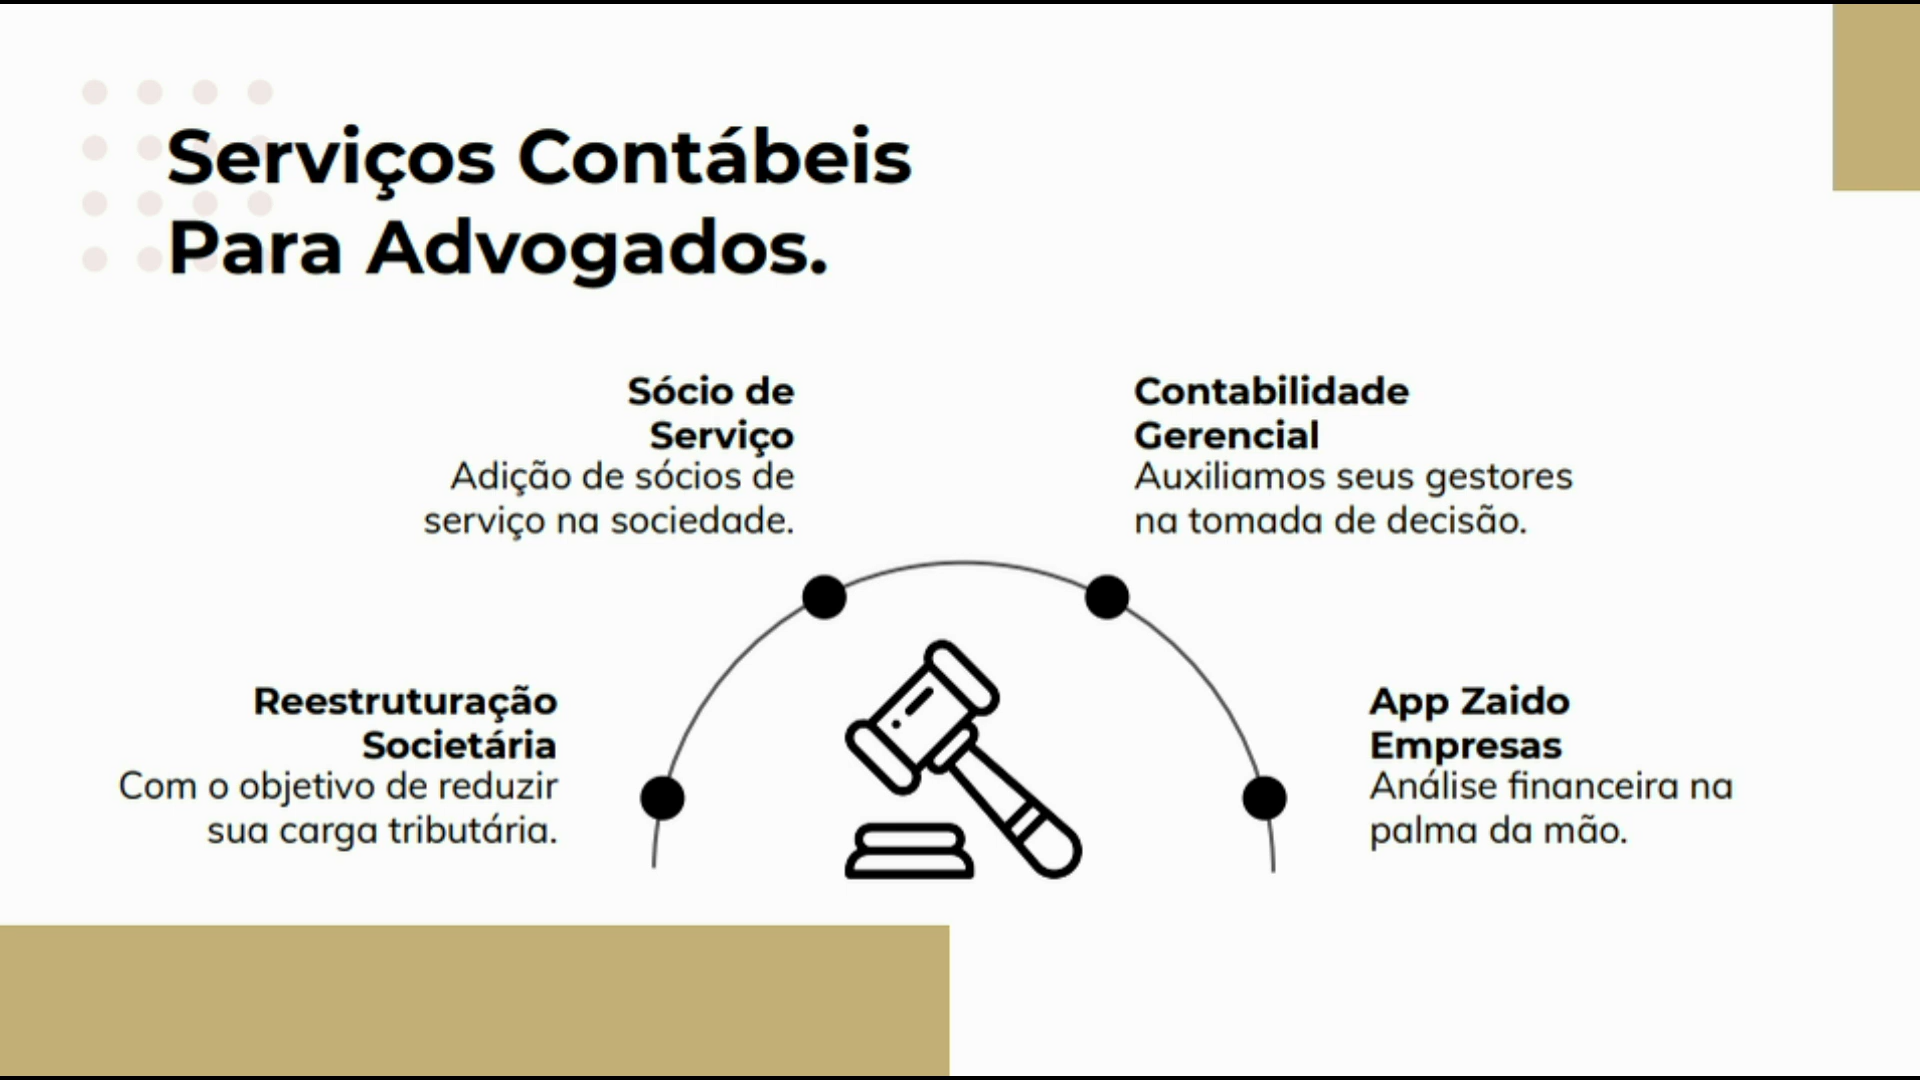 Serviços Contábeis
Para Advogados.
Sócio de
Serviço
Adição de sócios de
serviço na sociedade.
Contabilidade
Gerencial
Auxiliamos seus gestores
na tomada de decisão.
Reestruturação
Societária
Com o objetivo de reduzir
sua carga tributária.
App Zaido
Empresas
Análise financeira na
palma da mão.